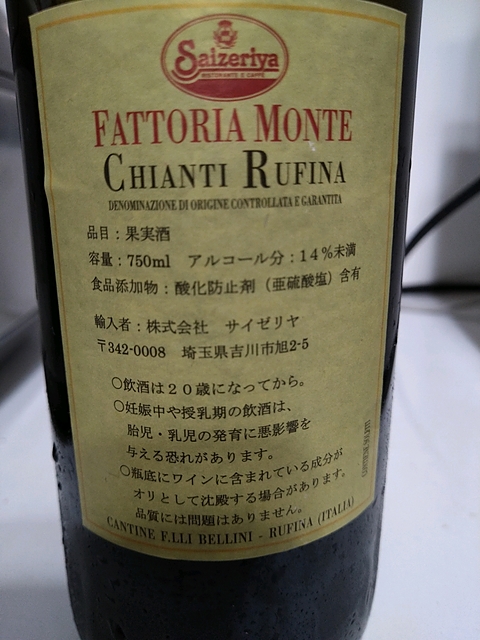 Saizeriya
RISTORANTE E CAFFÈ
FATTORIA MONTE
CHIANTI RUFINA
DENOMINAZIONE DI ORIGINE CONTROLLATA E GARANTITA
品目：果実酒
容量：750ml アルコール分：14％未満
食品添加物：酸化防止剤（亜硫酸塩）含有
輸入者：株式会社 サイゼリヤ
〒342-0008 埼玉県吉川市旭2-5
○飲酒は２０歳になってから。
○妊娠中や授乳期の飲酒は、
胎児・乳児の発育に悪影響を
与える恐れがあります。
○瓶底にワインに含まれている成分が
オリとして沈殿する場合があります。
品質には問題はありません。
CANTINE F.LLI BELLINI - RUFINA (ITALIA)